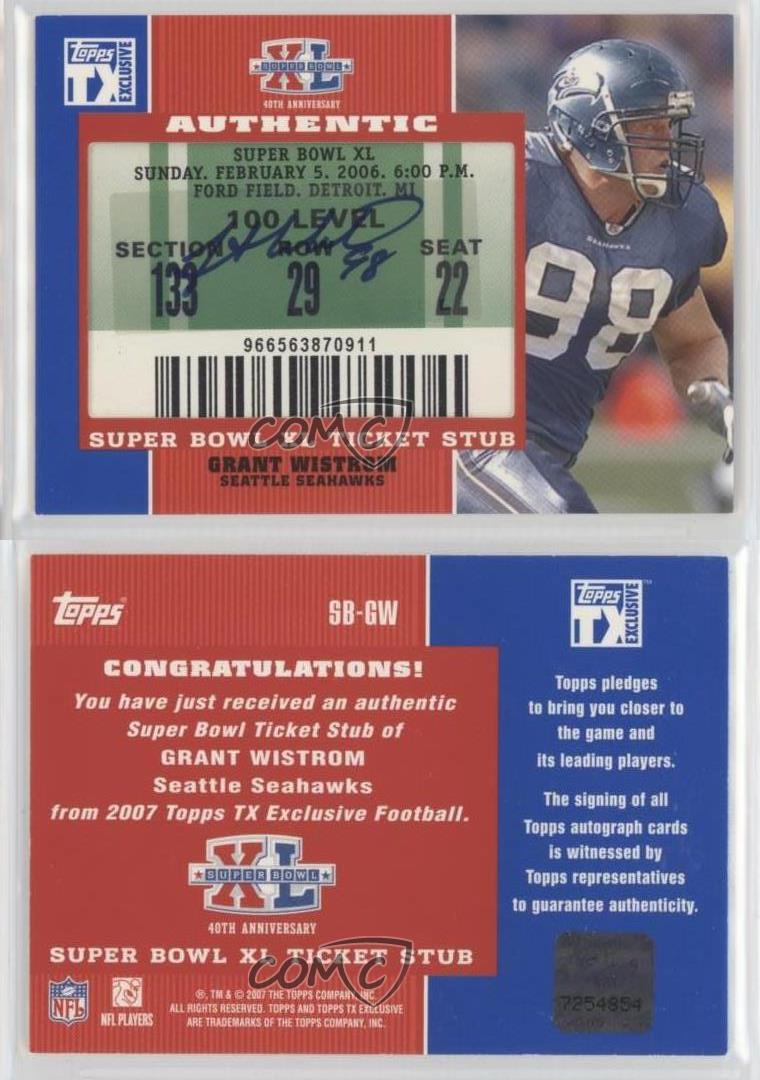 Topps
TX
EXCLUSIVE
XL
SUPER BOWL
40TH ANNIVERSARY
AUTHENTIC
SUPER BOWL XL
SUNDAY. FEBRUARY 5. 2006. 6:00 P.M.
FORD FIELD. DETROIT. MI
100 LEVEL
SECTION ROW SEAT
133 29 22
98
966563870911
SEAHAWKS
98
SUPER BOWL XL TICKET STUB
COMC
GRANT WISTROM
SEATTLE SEAHAWKS
Topps®
SB-GW
CONGRATULATIONS!
You have just received an authentic
Super Bowl Ticket Stub of
GRANT WISTROM
Seattle Seahawks
from 2007 Topps TX Exclusive Football.
XL
SUPER BOWL
40TH ANNIVERSARY
SUPER BOWL XL TICKET STUB
COMC
NFL
NFL PLAYERS
®, TM & © 2007 THE TOPPS COMPANY, INC.
ALL RIGHTS RESERVED. TOPPS AND TOPPS TX EXCLUSIVE
ARE TRADEMARKS OF THE TOPPS COMPANY, INC.
Topps
TX
EXCLUSIVE™
Topps pledges
to bring you closer to
the game and
its leading players.
The signing of all
Topps autograph cards
is witnessed by
Topps representatives
to guarantee authenticity.
7254854